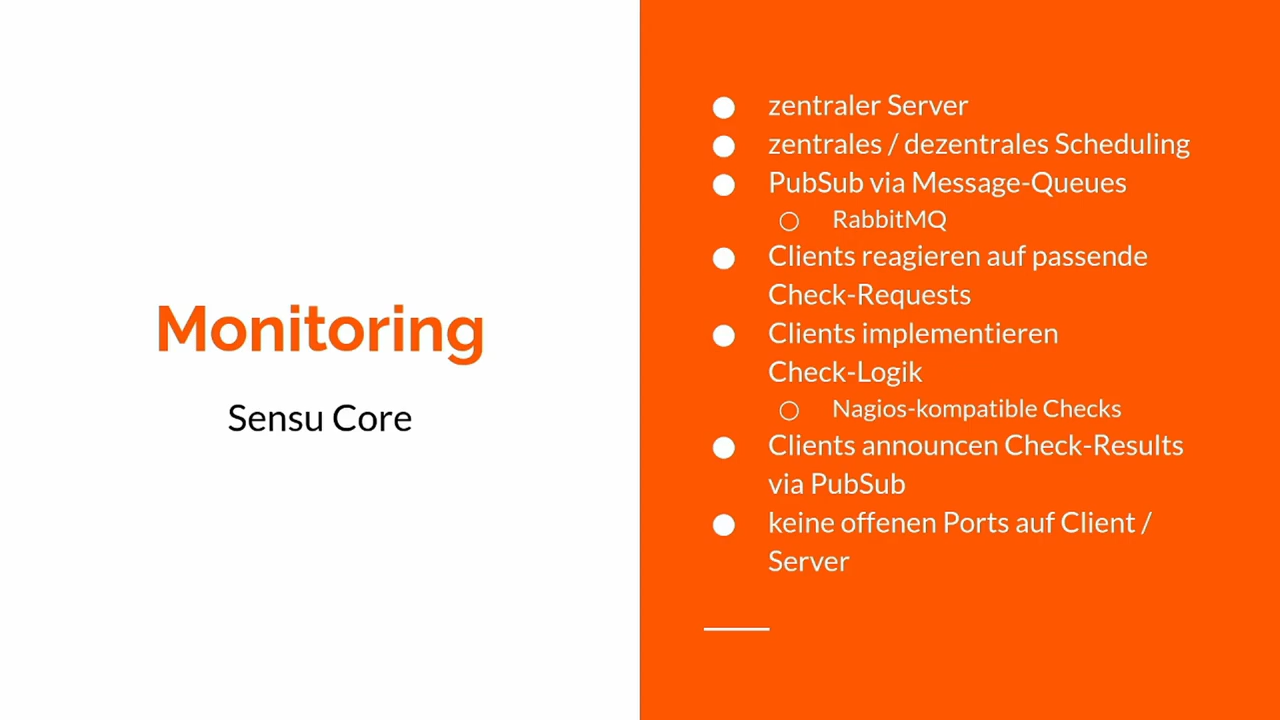 Monitoring
Sensu Core
● zentraler Server
● zentrales / dezentrales Scheduling
● PubSub via Message-Queues
○ RabbitMQ
● Clients reagieren auf passende
Check-Requests
● Clients implementieren
Check-Logik
○ Nagios-kompatible Checks
● Clients announcen Check-Results
via PubSub
● keine offenen Ports auf Client /
Server